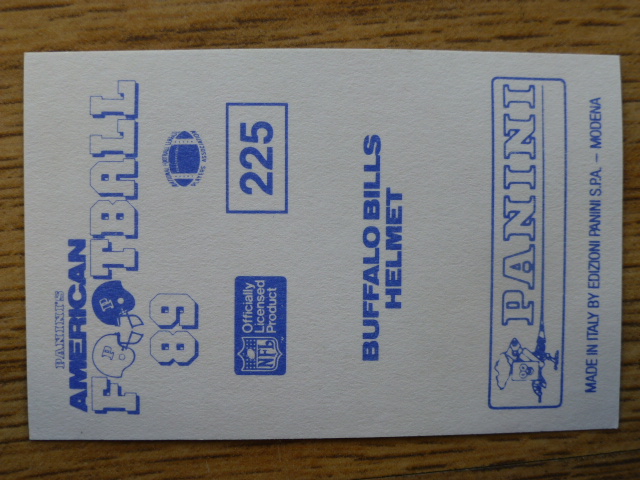 PANINI'S
AMERICAN
FOOTBALL
89
NFL
Officially
Licensed
Product
225
BUFFALO BILLS
HELMET
PANINI
MADE IN ITALY BY EDIZIONI PANINI S.P.A. – MODENA